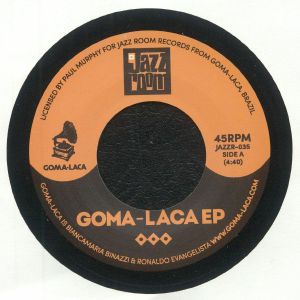 LICENSED BY PAUL MURPHY FOR JAZZ ROOM RECORDS FROM GOMA-LACA, BRAZIL
Jazz
room
GOMA-LACA
45RPM
JAZZR-035
SIDE A
(4:40)
GOMA-LACA EP
GOMA-LACA IS BIANCAMARIA BINAZZI & RONALDO EVANGELISTA WWW.GOMA-LACA.COM